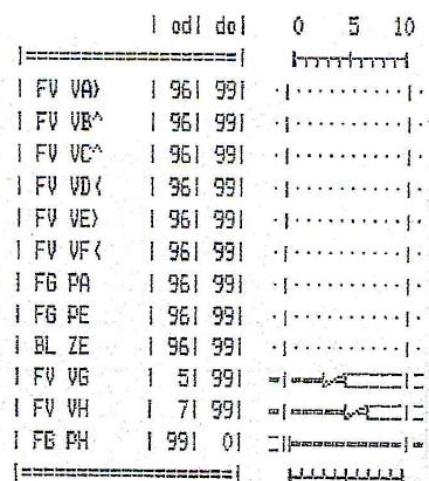 | od| do| 0 5 10
|==================|
| FV VA> | 96| 99|
| FV VB^ | 96| 99|
| FV VC^ | 96| 99|
| FV VD< | 96| 99|
| FV VE> | 96| 99|
| FV VF< | 96| 99|
| FG PA | 96| 99|
| FG PE | 96| 99|
| BL ZE | 96| 99|
| FV VG | 5| 99|
| FV VH | 7| 99|
| FG PH | 99| 0|
|==================|